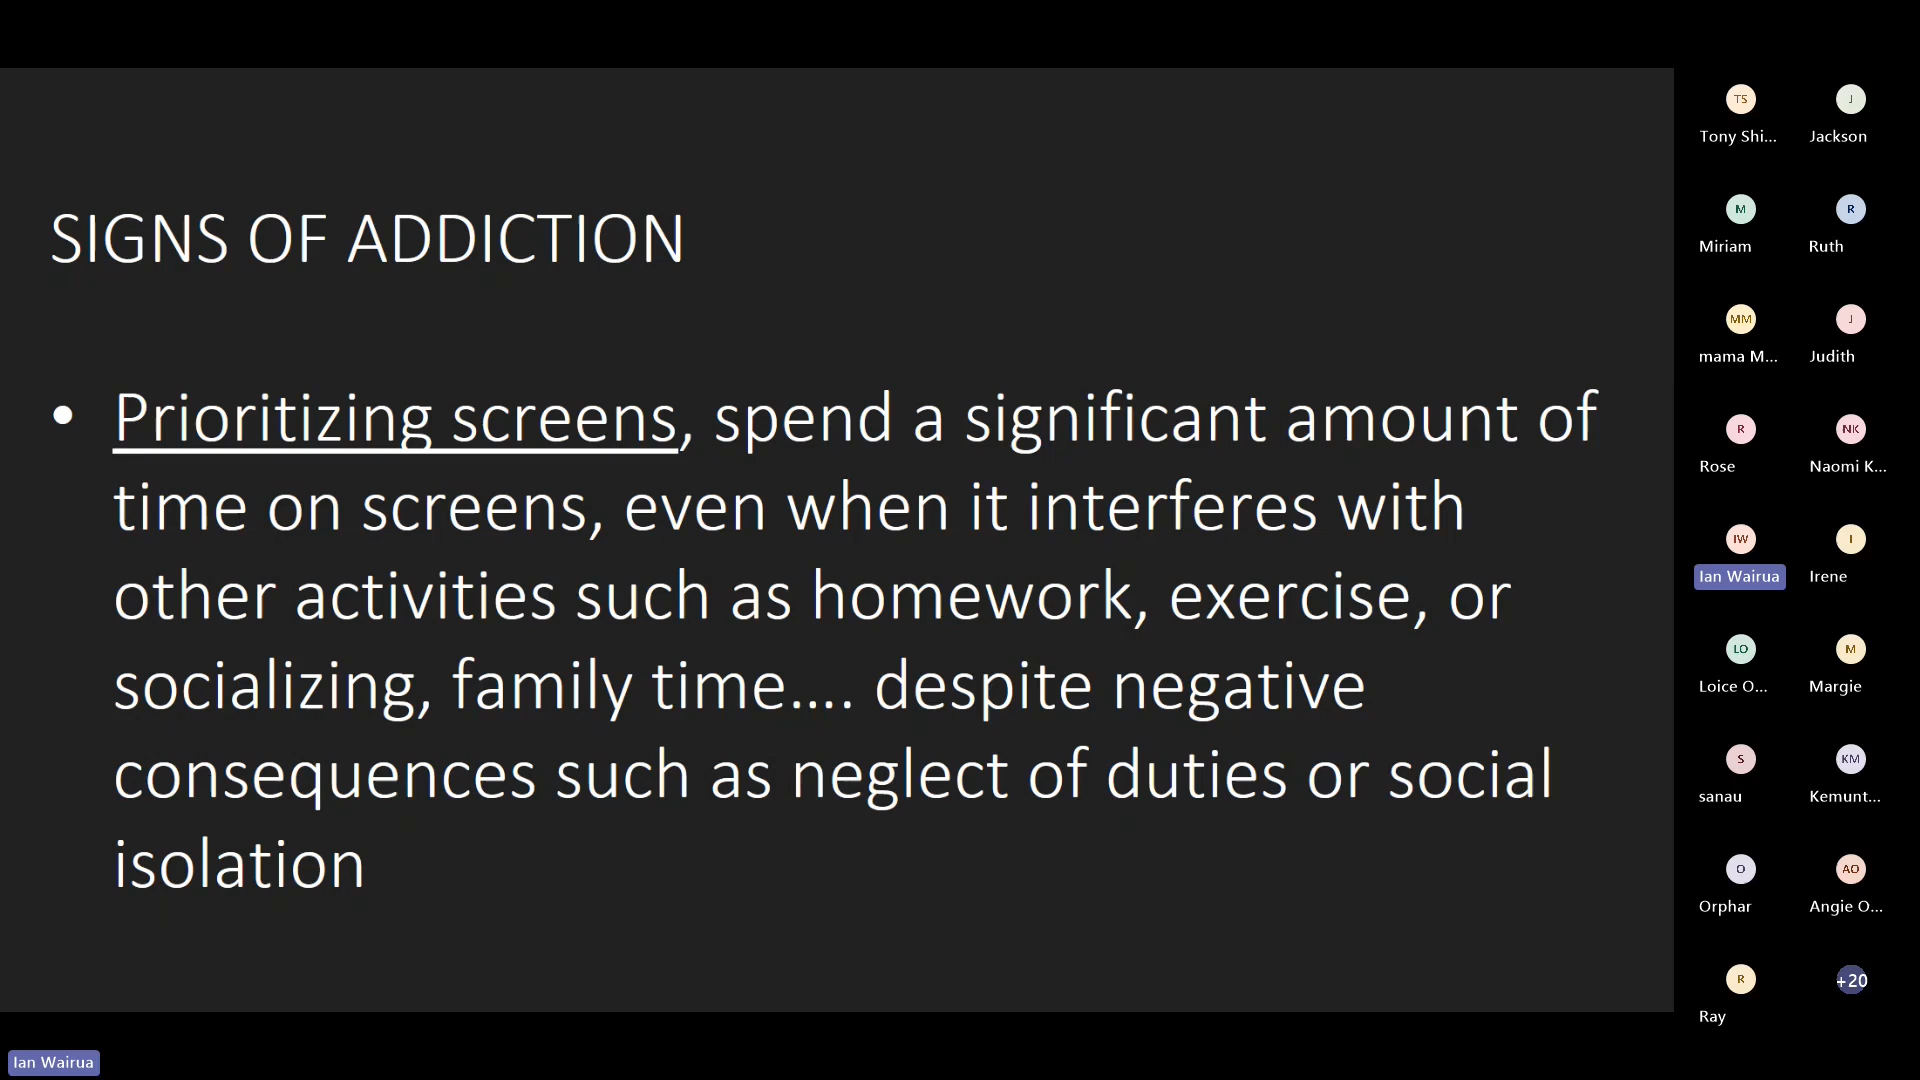 SIGNS OF ADDICTION
• Prioritizing screens, spend a significant amount of
time on screens, even when it interferes with
other activities such as homework, exercise, or
socializing, family time.... despite negative
consequences such as neglect of duties or social
isolation
TS J
Tony Shi... Jackson
M R
Miriam Ruth
MM J
mama M... Judith
R NK
Rose Naomi K...
IW I
Ian Wairua Irene
LO M
Loice O... Margie
S KM
sanau Kemunt...
O AO
Orphar Angie O...
R +20
Ray
Ian Wairua